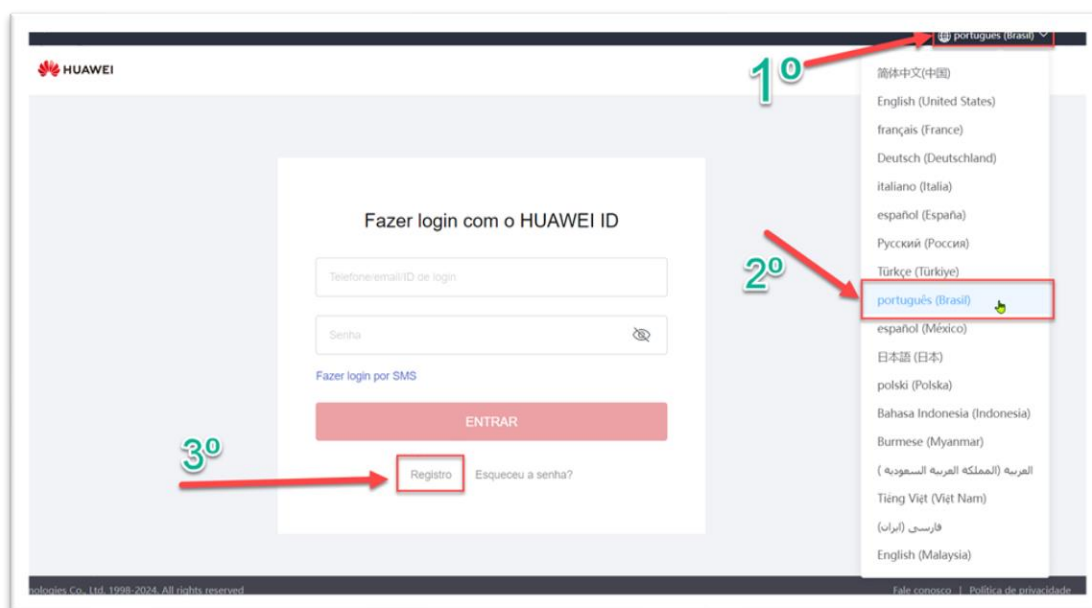 português (Brasil)
HUAWEI
1º
简体中文(中国)
English (United States)
français (France)
Deutsch (Deutschland)
italiano (Italia)
español (España)
Русский (Россия)
Türkçe (Türkiye)
2º
português (Brasil)
español (México)
日本語 (日本)
polski (Polska)
Bahasa Indonesia (Indonesia)
Burmese (Myanmar)
العربية (المملكة العربية السعودية )
Tiếng Việt (Việt Nam)
فارسی (ایران)
English (Malaysia)
Fazer login com o HUAWEI ID
Telefone/email/ID de login
Senha
Fazer login por SMS
ENTRAR
3º
Registro Esqueceu a senha?
nologies Co., Ltd. 1998-2024. All rights reserved
Fale conosco | Política de privacidade